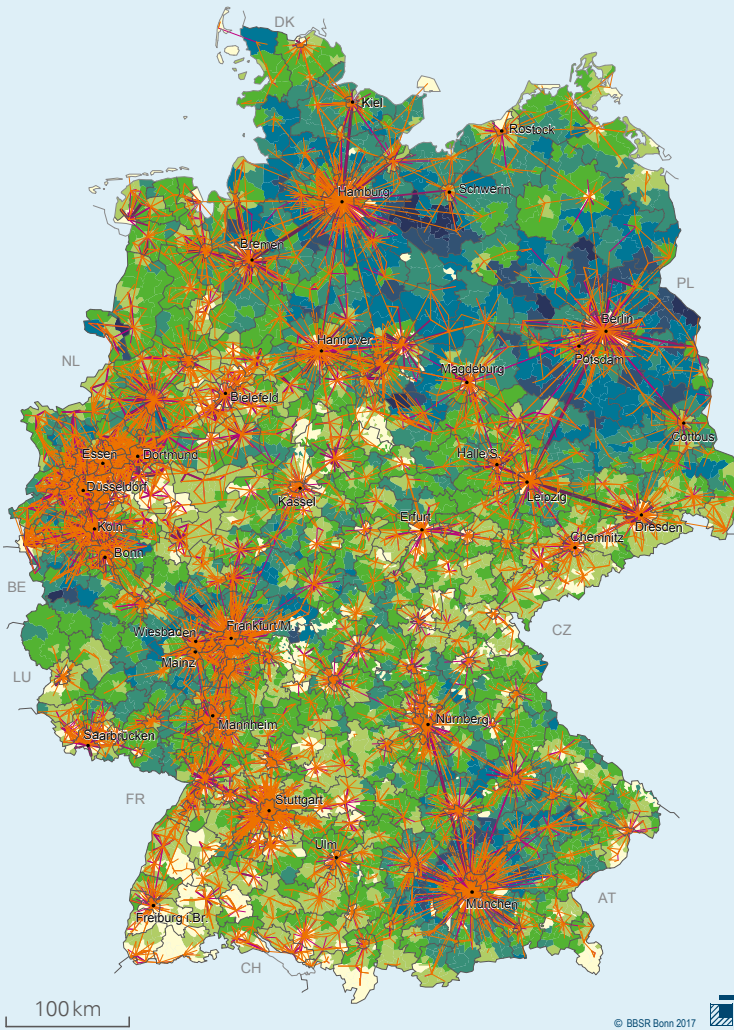 DK
Kiel
Rostock
Hamburg
Schwerin
Bremen
PL
Berlin
Hannover
Potsdam
NL
Magdeburg
Bielefeld
Cottbus
Essen
Dortmund
Halle/S.
Düsseldorf
Leipzig
Kassel
Erfurt
Köln
Dresden
Chemnitz
Bonn
BE
Wiesbaden
Frankfurt/M.
CZ
Mainz
LU
Mannheim
Nürnberg
Saarbrücken
FR
Stuttgart
Ulm
AT
München
Freiburg i.Br.
CH
100 km
© BBSR Bonn 2017